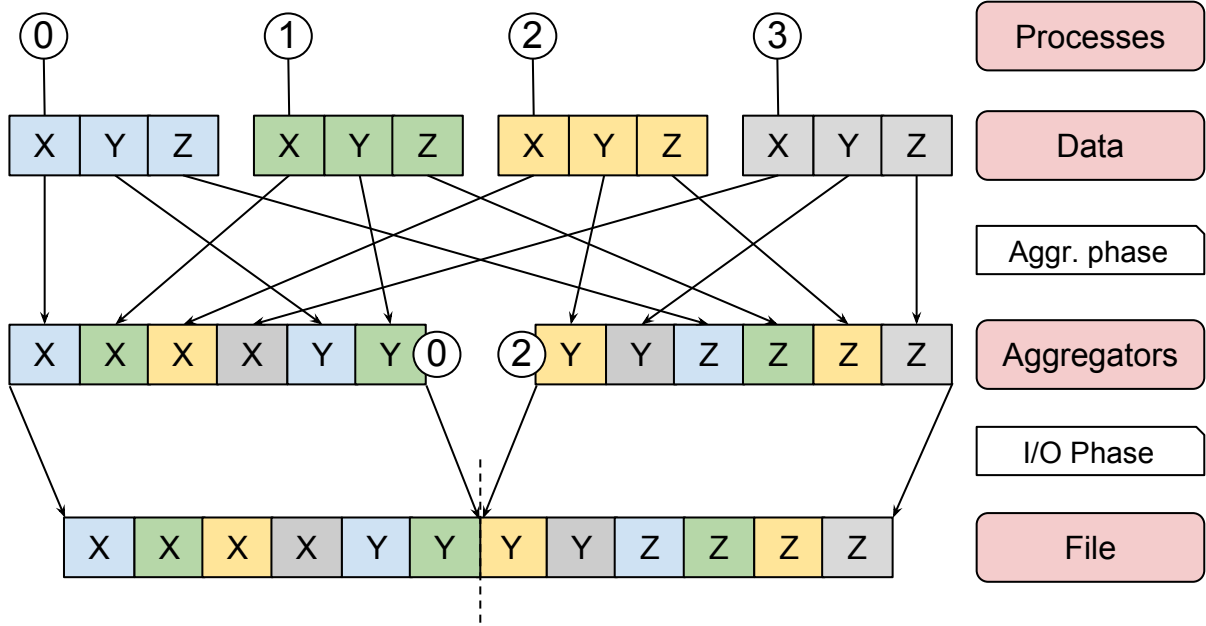 0 1 2 3 Processes
X Y Z X Y Z X Y Z X Y Z Data
Aggr. phase
X X X X Y Y 0 2 Y Y Z Z Z Z Aggregators
I/O Phase
X X X X Y Y Y Y Z Z Z Z File